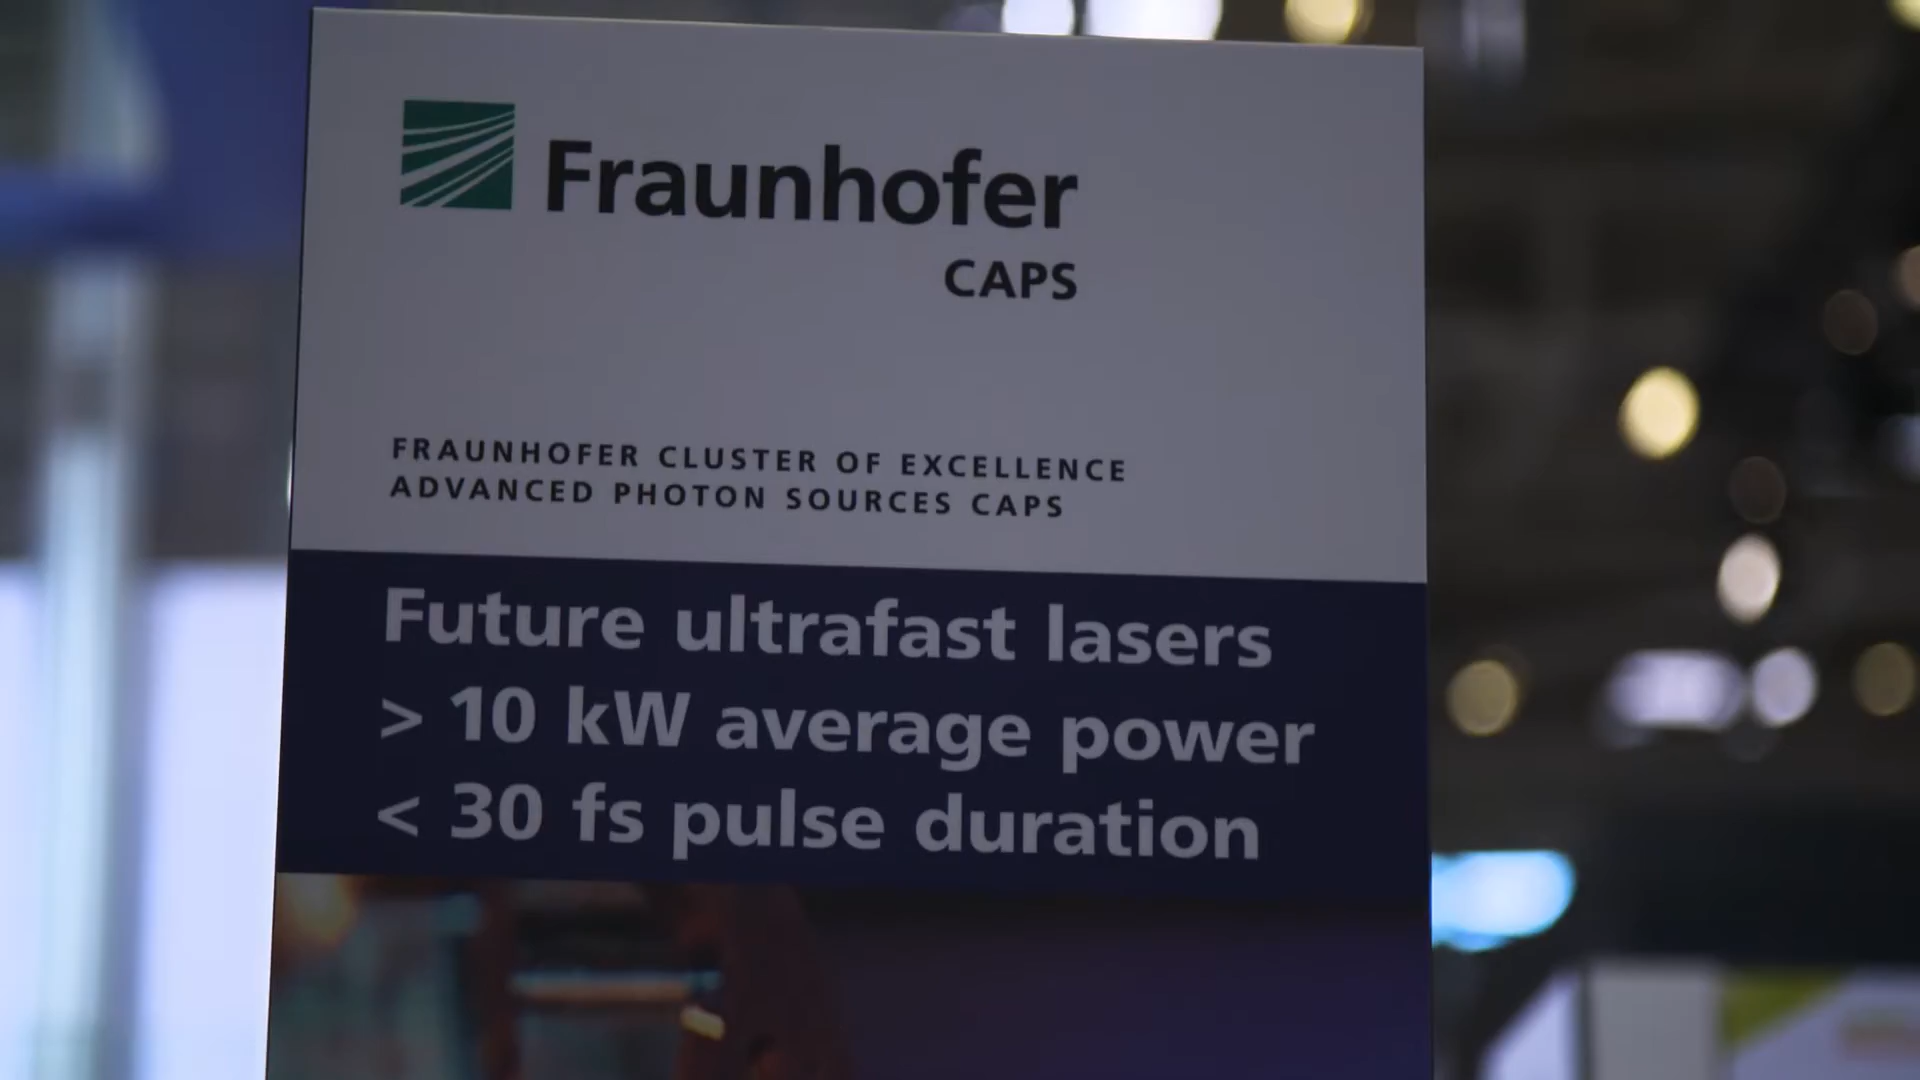 Fraunhofer
CAPS
FRAUNHOFER CLUSTER OF EXCELLENCE
ADVANCED PHOTON SOURCES CAPS
Future ultrafast lasers
> 10 kW average power
< 30 fs pulse duration